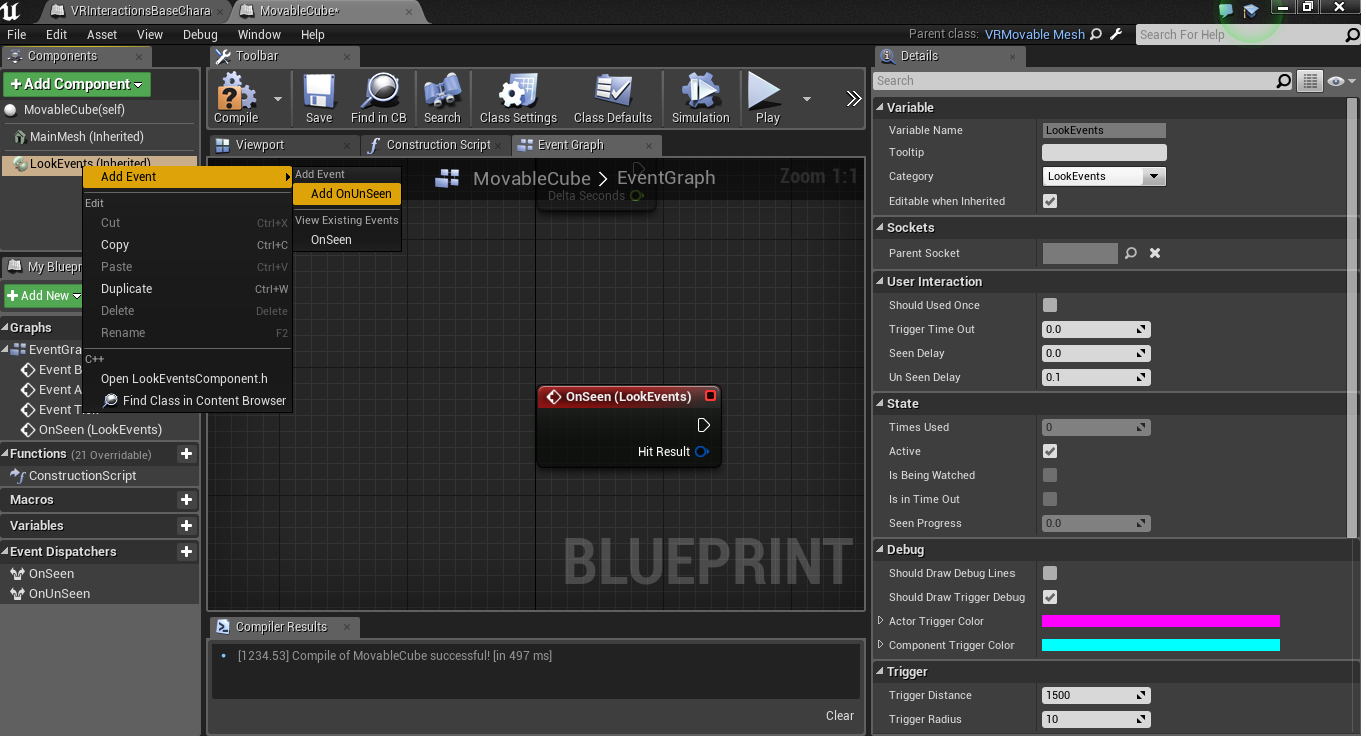 VRInteractionsBaseChara
MovableCube*
File Edit Asset View Debug Window Help
Parent class: VRMovable Mesh
Search For Help
Components
+Add Component
MovableCube(self)
MainMesh (Inherited)
LookEvents (Inherited)
Add Event
Edit
Cut Ctrl+X
Copy Ctrl+C
Paste Ctrl+V
Duplicate Ctrl+W
Delete Delete
Rename F2
C++
Open LookEventsComponent.h
Find Class in Content Browser
Add Event
Add OnUnSeen
View Existing Events
OnSeen
My Bluepr
+Add New
Graphs
EventGra
Event B
Event A
Event Ti
OnSeen (LookEvents)
Functions (21 Overridable)
ConstructionScript
Macros
Variables
Event Dispatchers
OnSeen
OnUnSeen
Toolbar
Compile Save Find in CB Search Class Settings Class Defaults Simulation Play
Viewport
Construction Script
Event Graph
MovableCube > EventGraph
Zoom 1:1
Delta Seconds
OnSeen (LookEvents)
Hit Result
BLUEPRINT
Compiler Results
[1234.53] Compile of MovableCube successful! [in 497 ms]
Clear
Details
Search
Variable
Variable Name LookEvents
Tooltip
Category LookEvents
Editable when Inherited
Sockets
Parent Socket
User Interaction
Should Used Once
Trigger Time Out 0.0
Seen Delay 0.0
Un Seen Delay 0.1
State
Times Used 0
Active
Is Being Watched
Is in Time Out
Seen Progress 0.0
Debug
Should Draw Debug Lines
Should Draw Trigger Debug
Actor Trigger Color
Component Trigger Color
Trigger
Trigger Distance 1500
Trigger Radius 10